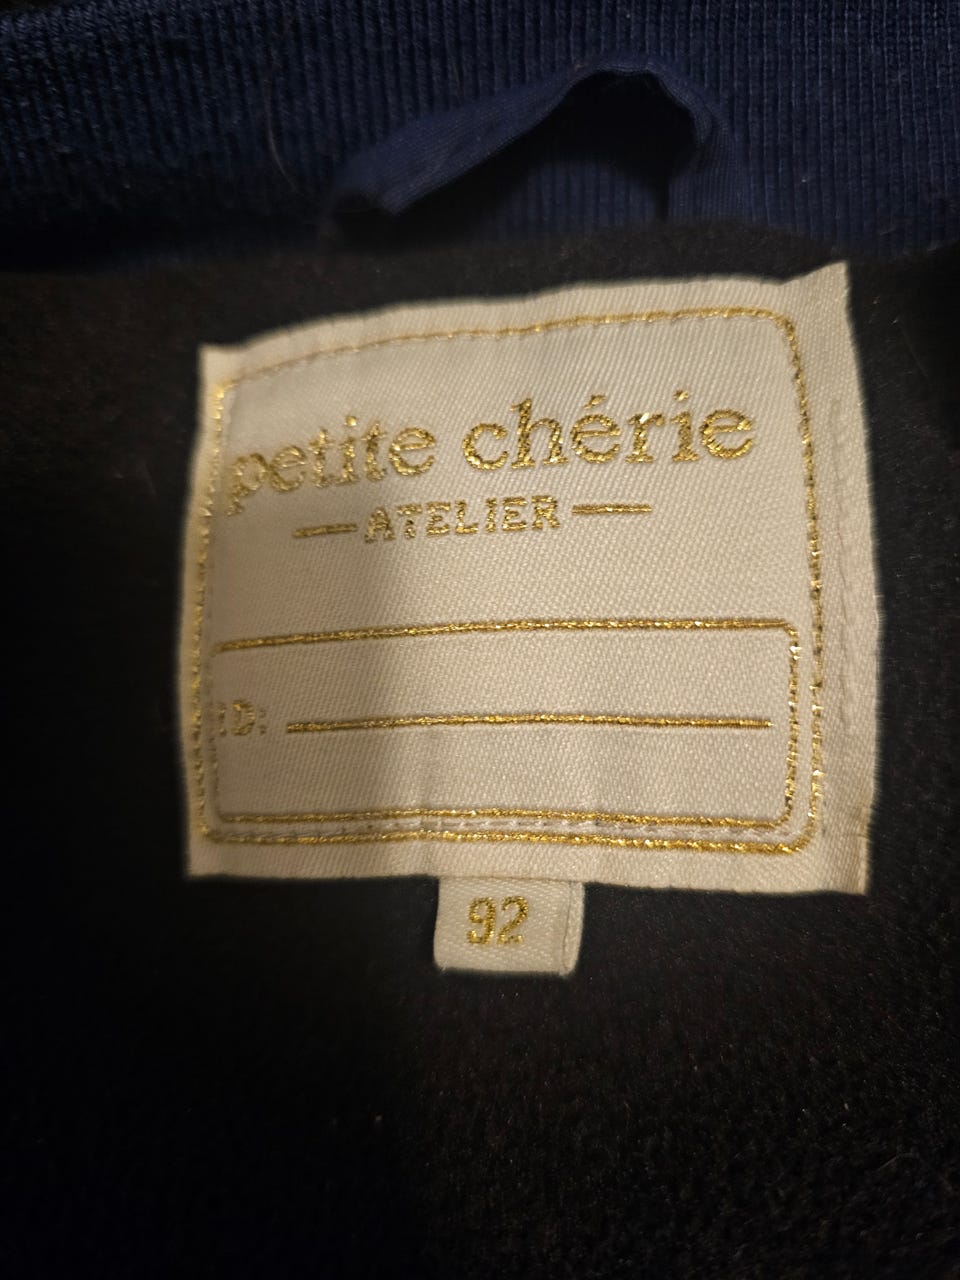 petite chérie
ATELIER
ID.
92